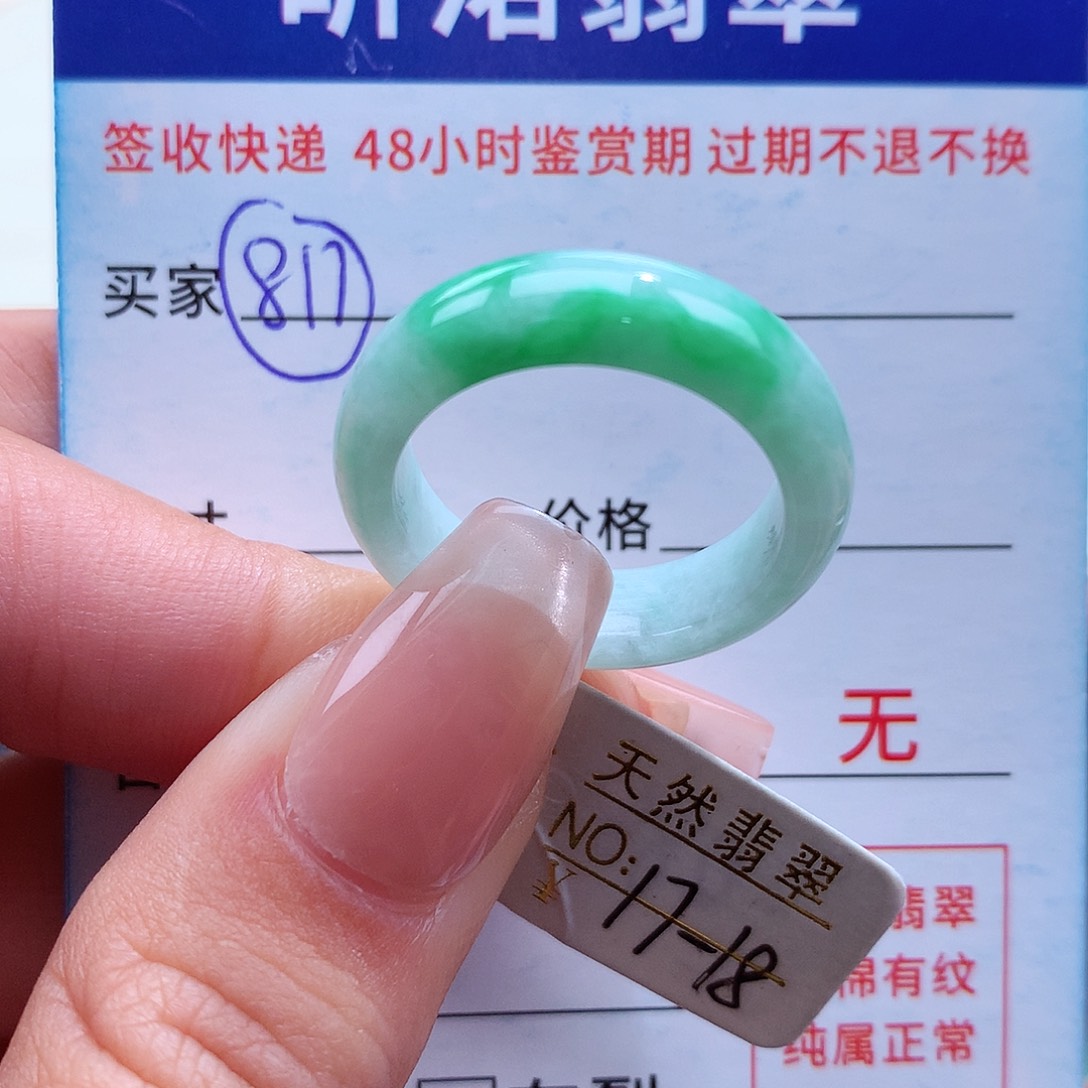 翡翠
签收快递 48小时鉴赏期 过期不退不换
买家 817
价格
无
天然翡翠
NO: 17-18
¥
翡翠
棉有纹
纯属正常